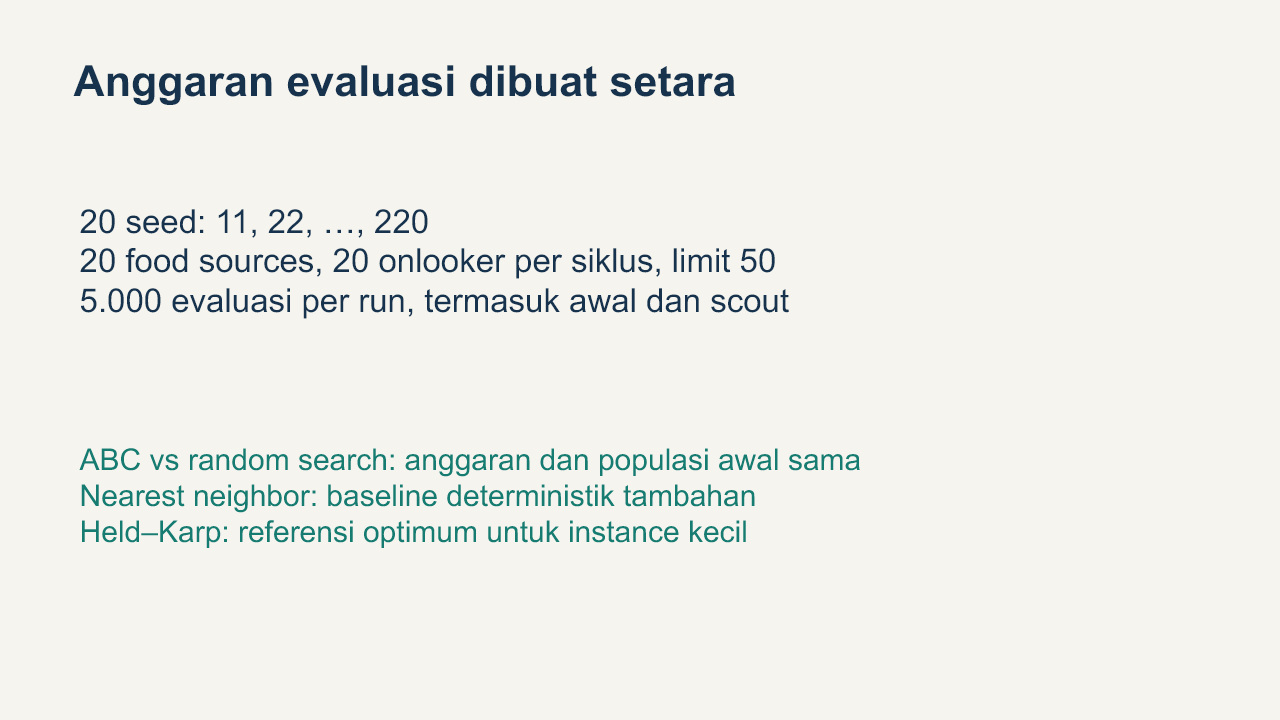 Anggaran evaluasi dibuat setara
20 seed: 11, 22, …, 220
20 food sources, 20 onlooker per siklus, limit 50
5.000 evaluasi per run, termasuk awal dan scout
ABC vs random search: anggaran dan populasi awal sama
Nearest neighbor: baseline deterministik tambahan
Held–Karp: referensi optimum untuk instance kecil